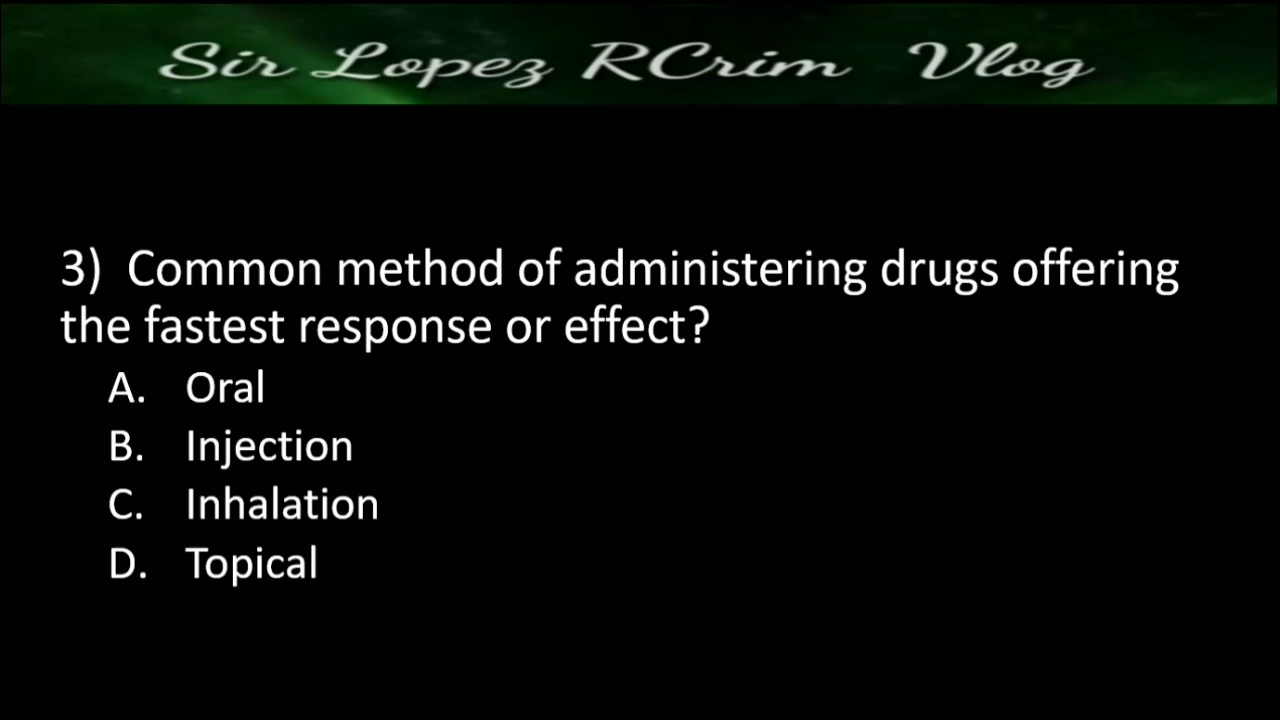 Sir Lopez RCrim Vlog
3) Common method of administering drugs offering
the fastest response or effect?
A. Oral
B. Injection
C. Inhalation
D. Topical